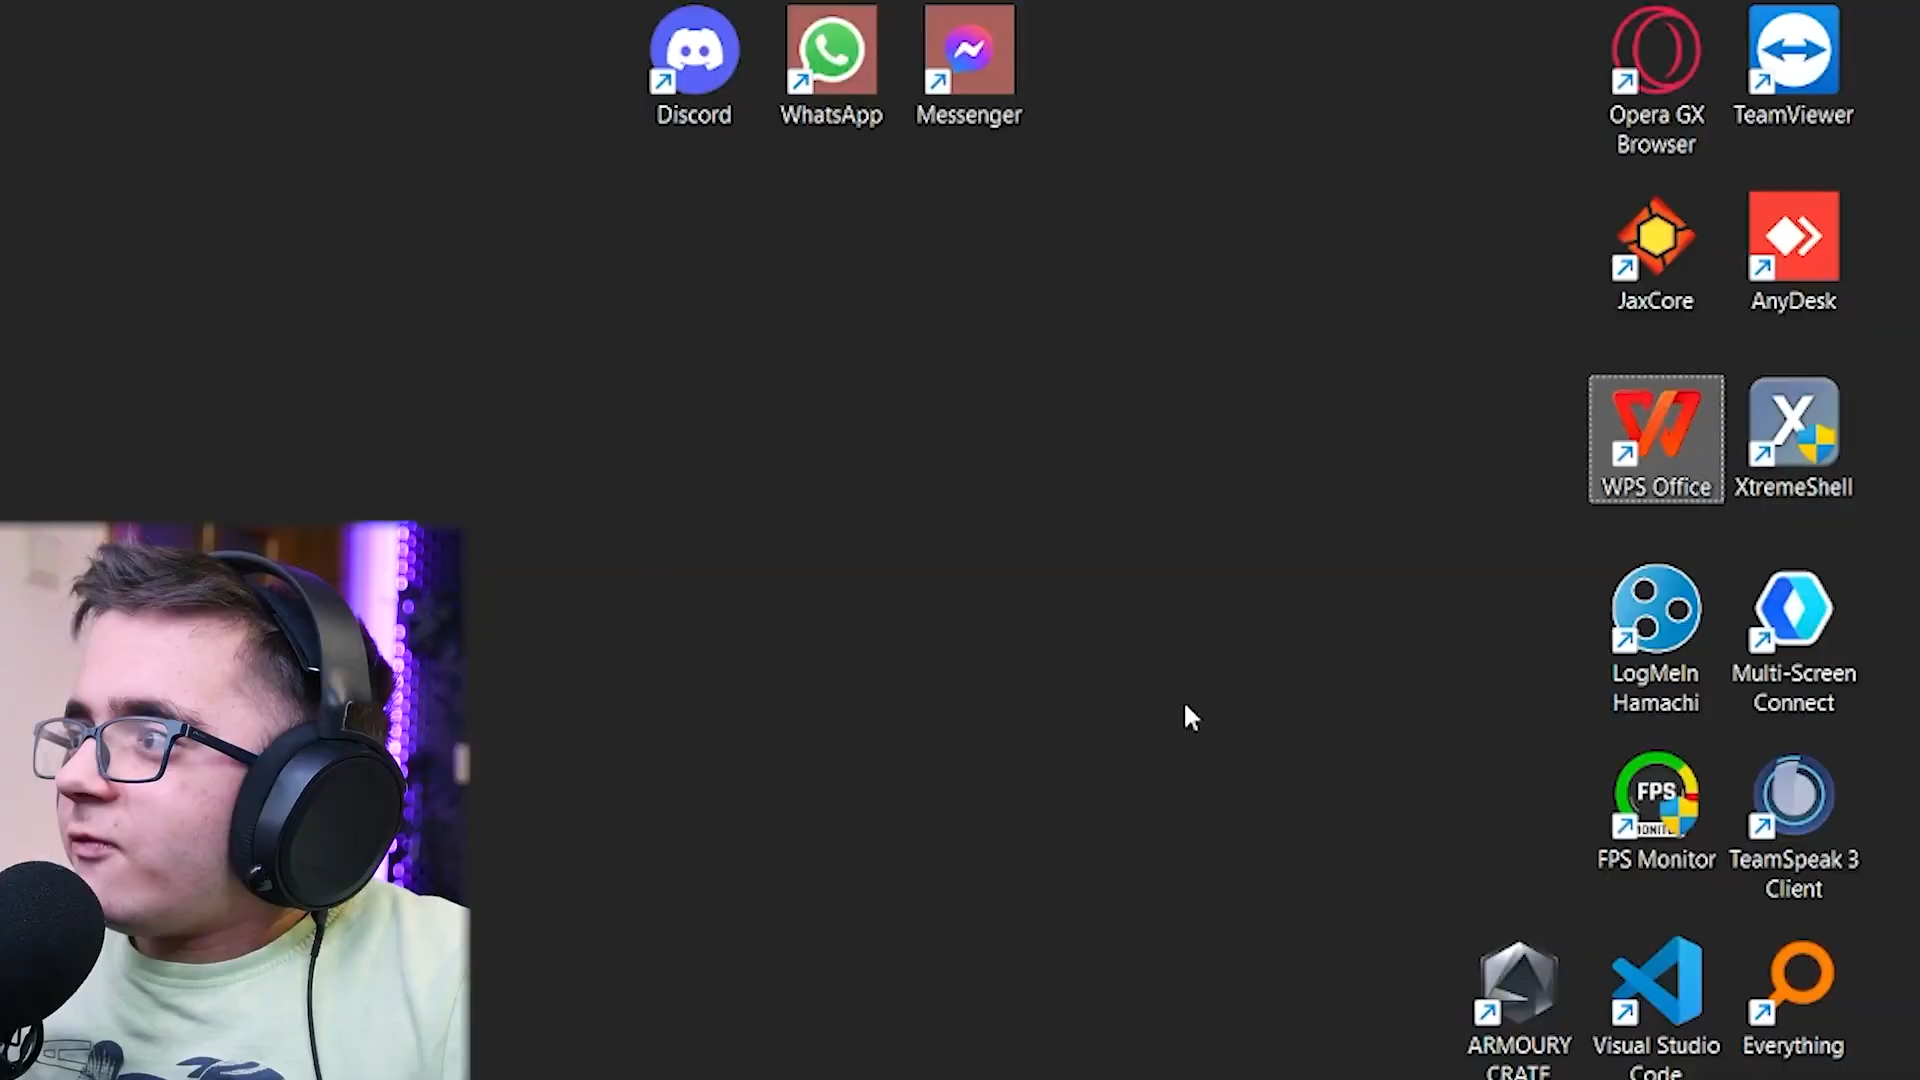 Discord
WhatsApp
Messenger
Opera GX
Browser
TeamViewer
JaxCore
AnyDesk
WPS Office
XtremeShell
LogMeIn
Hamachi
Multi-Screen
Connect
FPS
FPS Monitor
TeamSpeak 3
Client
ARMOURY
CRATE
Visual Studio
Code
Everything